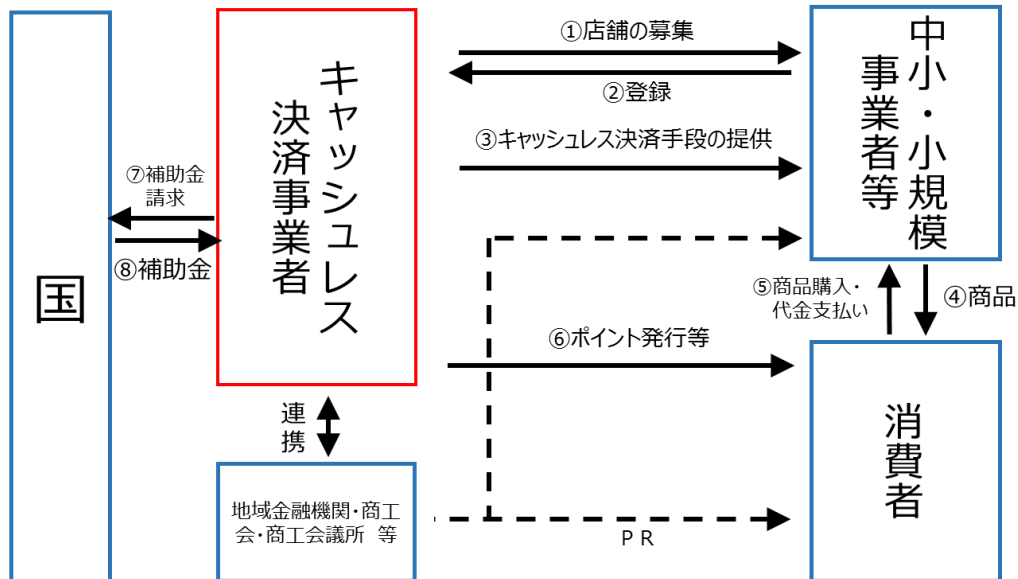 国
⑦補助金
請求
⑧補助金
キャッシュレス
決済事業者
①店舗の募集
②登録
③キャッシュレス決済手段の提供
中小・小規模
事業者等
⑤商品購入・
代金支払い
④商品
⑥ポイント発行等
消費者
連
携
地域金融機関・商工
会・商工会議所 等
ＰＲ